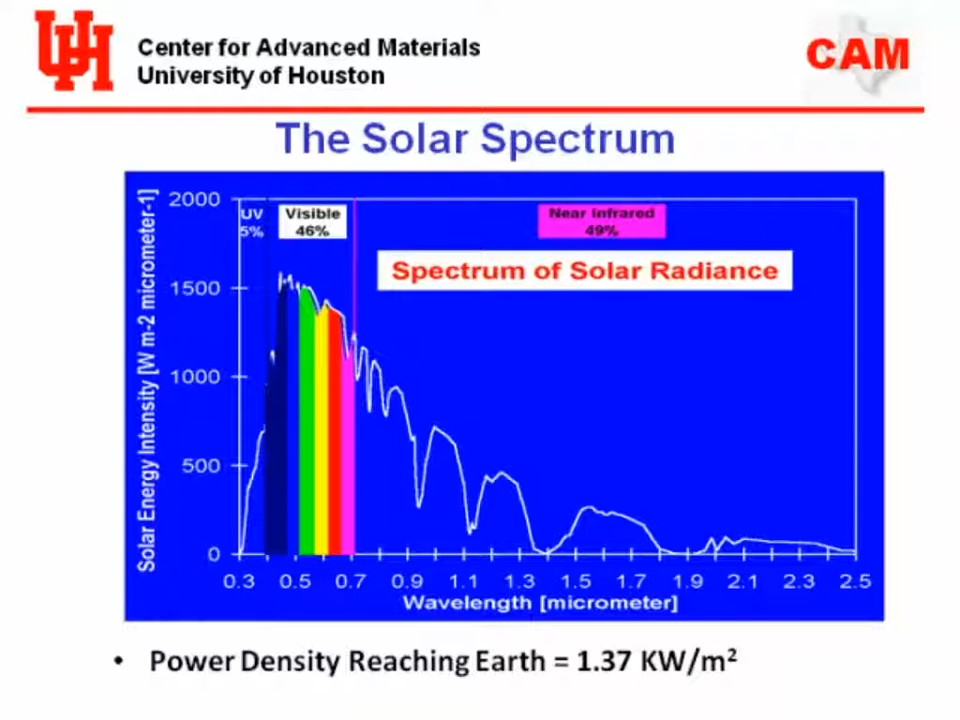 UH
Center for Advanced Materials
University of Houston
CAM
The Solar Spectrum
Solar Energy Intensity [W m-2 micrometer-1]
2000
1500
1000
500
0
UV
5%
Visible
46%
Near Infrared
49%
Spectrum of Solar Radiance
0.3 0.5 0.7 0.9 1.1 1.3 1.5 1.7 1.9 2.1 2.3 2.5
Wavelength [micrometer]
• Power Density Reaching Earth = 1.37 KW/m²